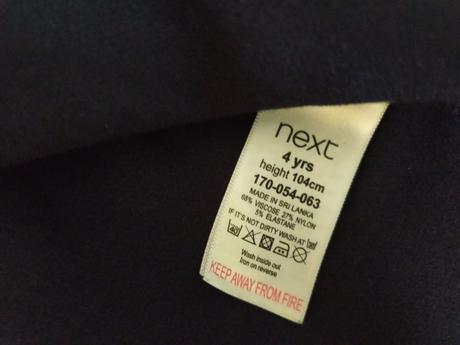 next
4 yrs
height 104cm
170-054-063
MADE IN SRI LANKA
68% VISCOSE 27% NYLON
5% ELASTANE
IF IT'S NOT DIRTY WASH AT
Wash inside out
Iron on reverse
KEEP AWAY FROM FIRE